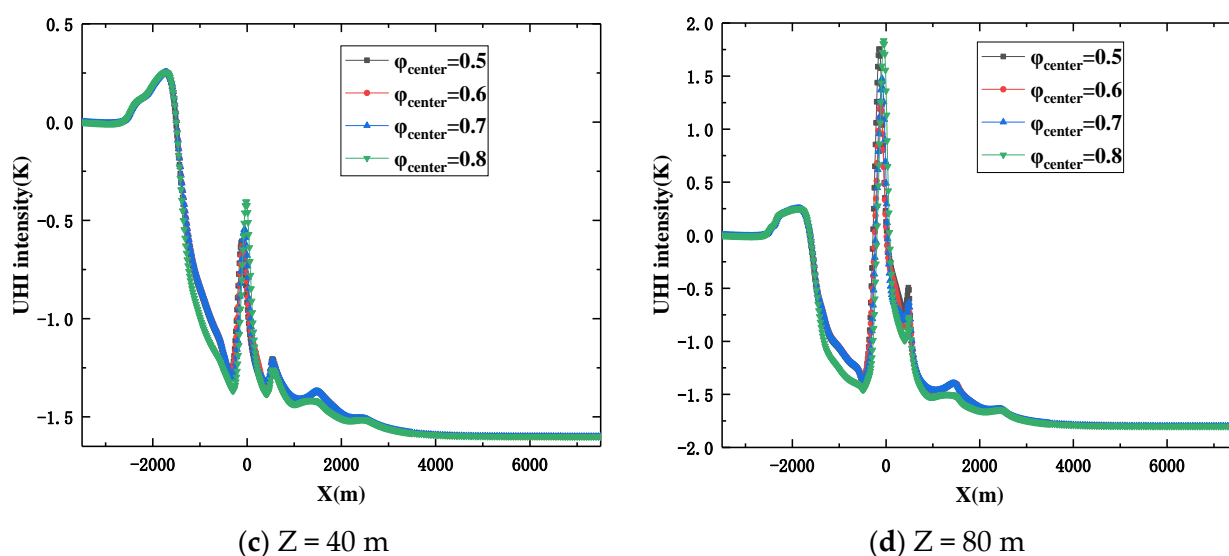 0.5
0.0
-0.5
-1.0
-1.5
UHI intensity(K)
φcenter=0.5
φcenter=0.6
φcenter=0.7
φcenter=0.8
-2000 0 2000 4000 6000
X(m)
(c) Z = 40 m
2.0
1.5
1.0
0.5
0.0
-0.5
-1.0
-1.5
-2.0
UHI intensity(K)
φcenter=0.5
φcenter=0.6
φcenter=0.7
φcenter=0.8
-2000 0 2000 4000 6000
X(m)
(d) Z = 80 m